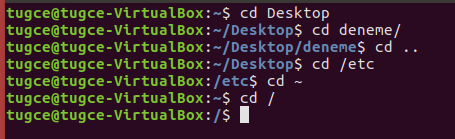 tugce@tugce-VirtualBox:~$ cd Desktop
tugce@tugce-VirtualBox:~/Desktop$ cd deneme/
tugce@tugce-VirtualBox:~/Desktop/deneme$ cd ..
tugce@tugce-VirtualBox:~/Desktop$ cd /etc
tugce@tugce-VirtualBox:/etc$ cd ~
tugce@tugce-VirtualBox:~$ cd /
tugce@tugce-VirtualBox:/$